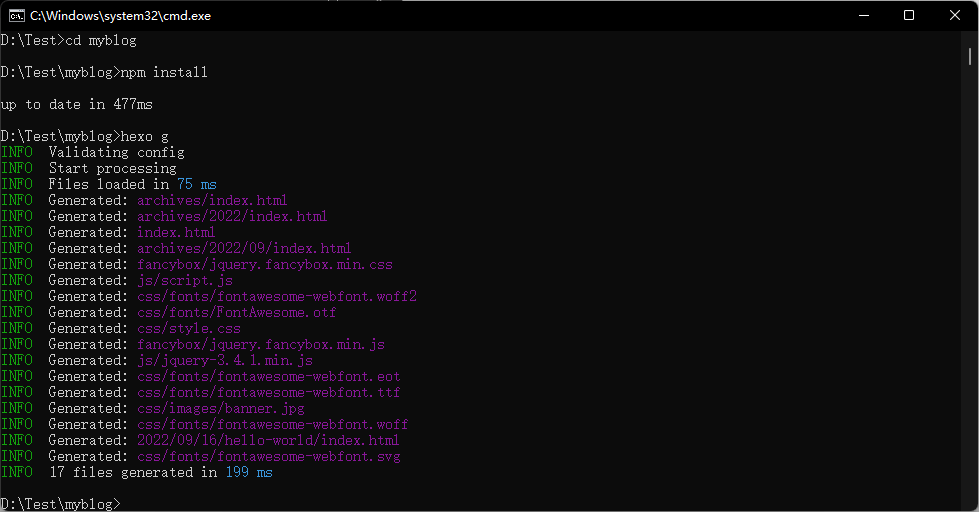 C:\Windows\system32\cmd.exe
D:\Test>cd myblog
D:\Test\myblog>npm install
up to date in 477ms
D:\Test\myblog>hexo g
INFO  Validating config
INFO  Start processing
INFO  Files loaded in 75 ms
INFO  Generated: archives/index.html
INFO  Generated: archives/2022/index.html
INFO  Generated: index.html
INFO  Generated: archives/2022/09/index.html
INFO  Generated: fancybox/jquery.fancybox.min.css
INFO  Generated: js/script.js
INFO  Generated: css/fonts/fontawesome-webfont.woff2
INFO  Generated: css/fonts/FontAwesome.otf
INFO  Generated: css/style.css
INFO  Generated: fancybox/jquery.fancybox.min.js
INFO  Generated: js/jquery-3.4.1.min.js
INFO  Generated: css/fonts/fontawesome-webfont.eot
INFO  Generated: css/fonts/fontawesome-webfont.ttf
INFO  Generated: css/images/banner.jpg
INFO  Generated: css/fonts/fontawesome-webfont.woff
INFO  Generated: 2022/09/16/hello-world/index.html
INFO  Generated: css/fonts/fontawesome-webfont.svg
INFO  17 files generated in 199 ms
D:\Test\myblog>